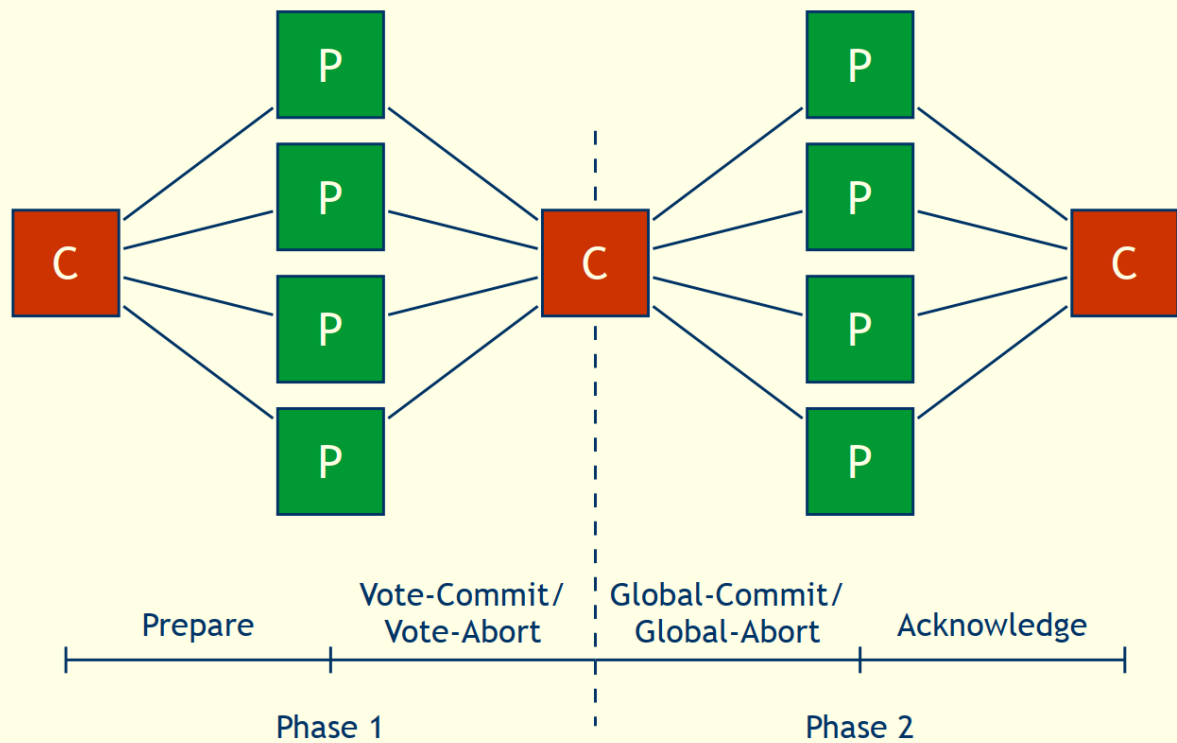 P
P
P
P
P
P
P
P
C
C
C
Prepare
Vote-Commit/
Vote-Abort
Global-Commit/
Global-Abort
Acknowledge
Phase 1
Phase 2